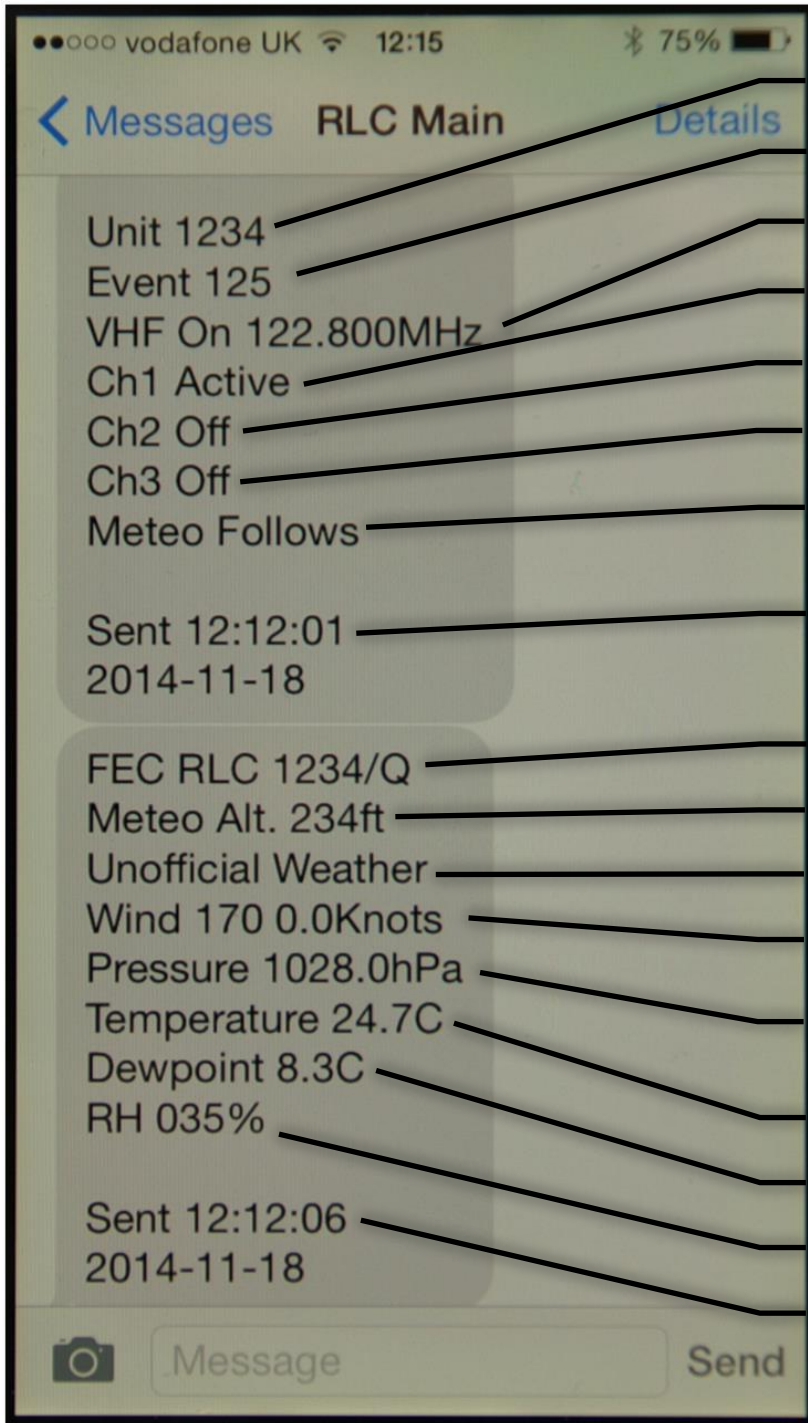 vodafone UK 12:15 75%
Messages RLC Main Details
Unit 1234
Event 125
VHF On 122.800MHz
Ch1 Active
Ch2 Off
Ch3 Off
Meteo Follows
Sent 12:12:01
2014-11-18
FEC RLC 1234/Q
Meteo Alt. 234ft
Unofficial Weather
Wind 170 0.0Knots
Pressure 1028.0hPa
Temperature 24.7C
Dewpoint 8.3C
RH 035%
Sent 12:12:06
2014-11-18
Message Send